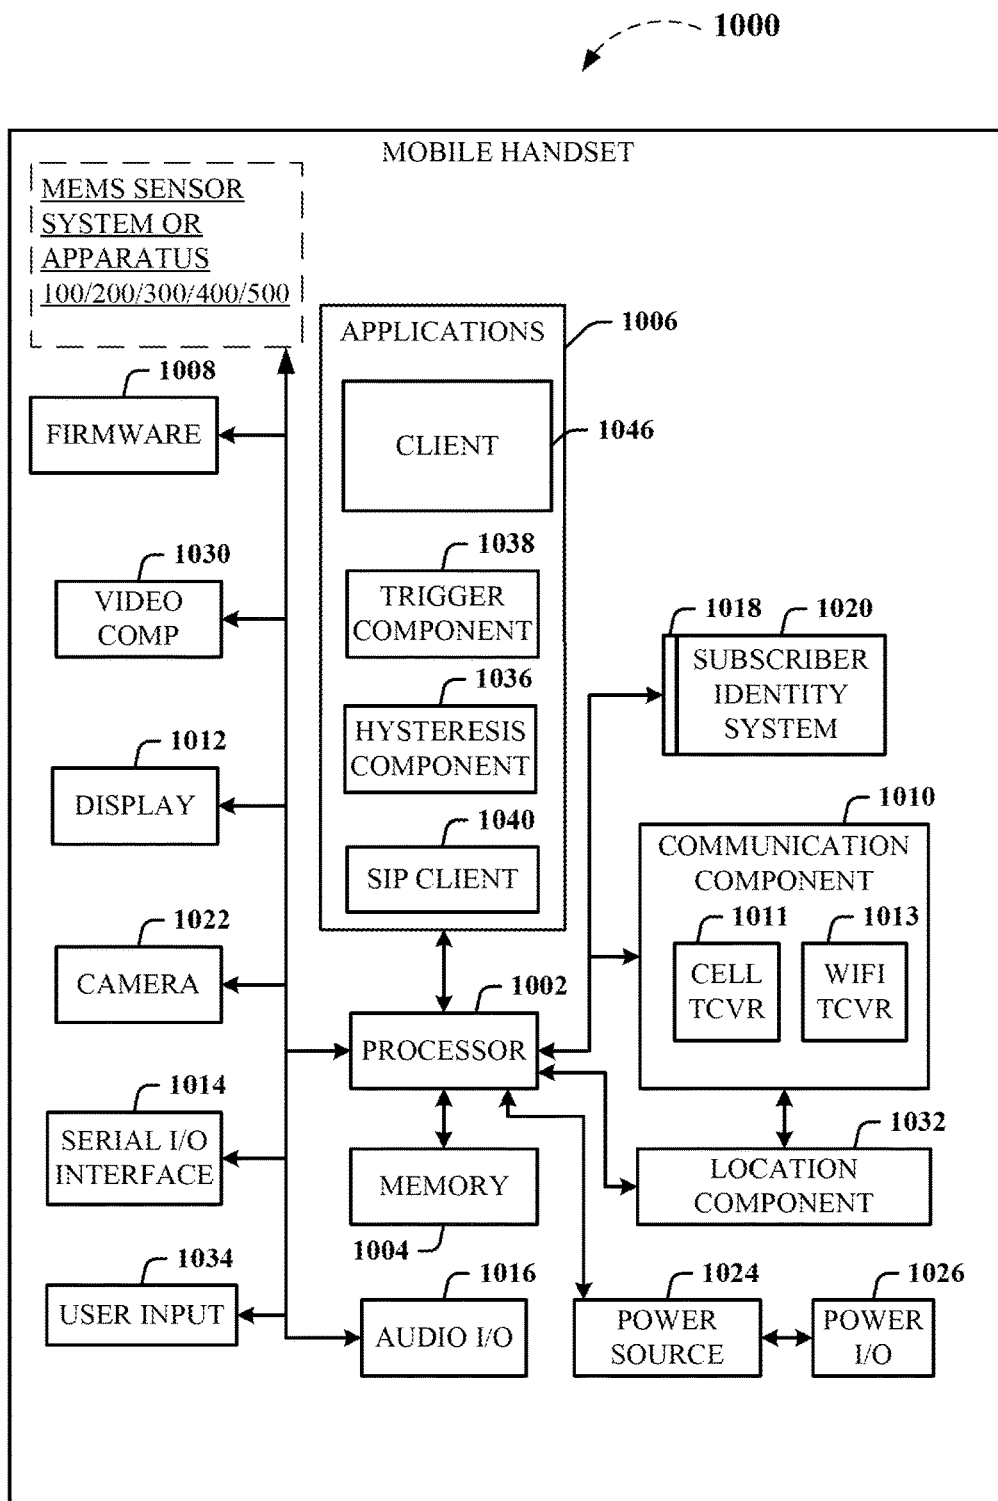 1000
MOBILE HANDSET
MEMS SENSOR
SYSTEM OR
APPARATUS
100/200/300/400/500
1008
FIRMWARE
1030
VIDEO
COMP
1012
DISPLAY
1022
CAMERA
1014
SERIAL I/O
INTERFACE
1034
USER INPUT
APPLICATIONS
1006
CLIENT
1046
1038
TRIGGER
COMPONENT
1036
HYSTERESIS
COMPONENT
1040
SIP CLIENT
1002
PROCESSOR
MEMORY
1004
1016
AUDIO I/O
1018
1020
SUBSCRIBER
IDENTITY
SYSTEM
1010
COMMUNICATION
COMPONENT
1011
CELL
TCVR
1013
WIFI
TCVR
1032
LOCATION
COMPONENT
1024
POWER
SOURCE
1026
POWER
I/O